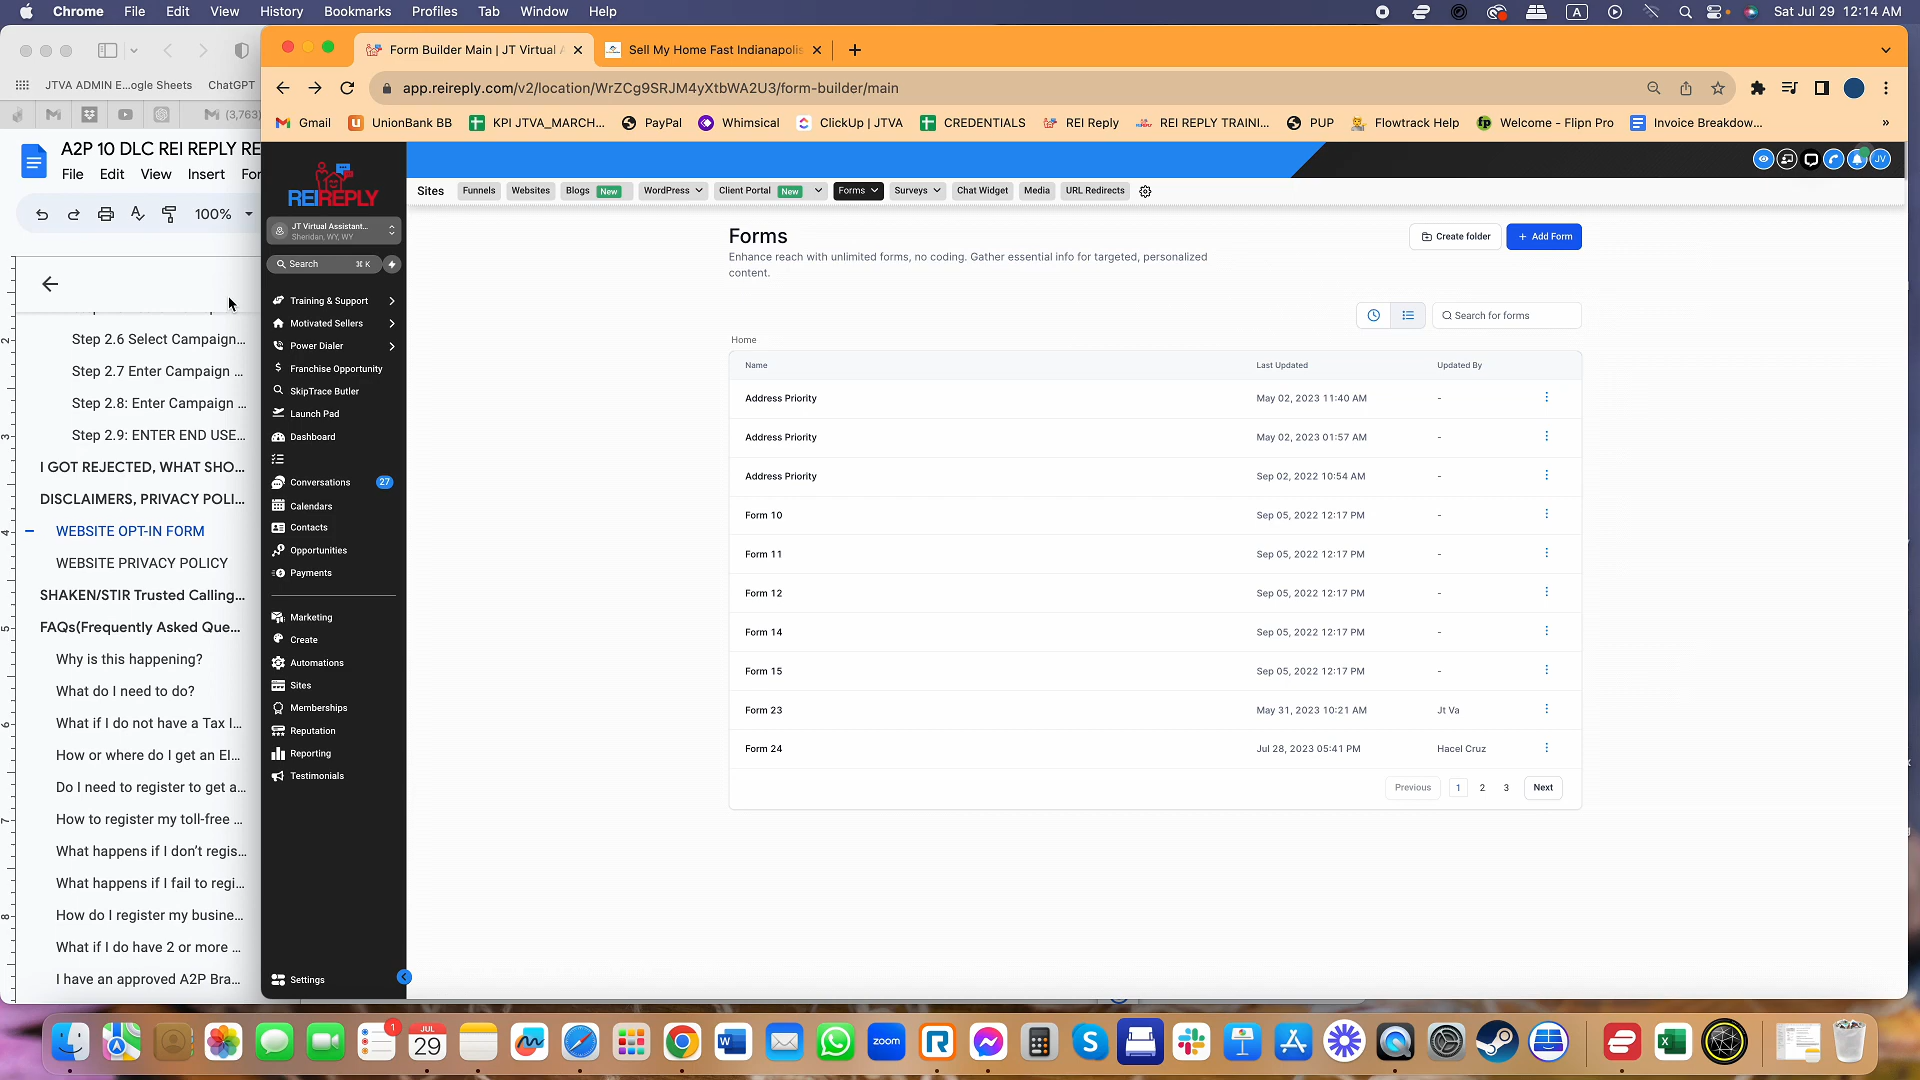 Chrome File Edit View History Bookmarks Profiles Tab Window Help
A Sat Jul 29 12:14 AM
Form Builder Main | JT Virtual A
Sell My Home Fast Indianapolis
app.reireply.com/v2/location/WrZCg9SRJM4yXtbWA2U3/form-builder/main
JTVA ADMIN E...ogle Sheets ChatGPT
Gmail UnionBank BB KPI JTVA_MARCH... PayPal Whimsical ClickUp | JTVA CREDENTIALS REI Reply REI REPLY TRAINI... PUP Flowtrack Help Welcome - Flipn Pro Invoice Breakdow... »
(3,763)
A2P 10 DLC REI REPLY RE
File Edit View Insert For
100%
Step 2.6 Select Campaign...
Step 2.7 Enter Campaign ...
Step 2.8: Enter Campaign ...
Step 2.9: ENTER END USE...
I GOT REJECTED, WHAT SHO...
DISCLAIMERS, PRIVACY POLI...
WEBSITE OPT-IN FORM
WEBSITE PRIVACY POLICY
SHAKEN/STIR Trusted Calling...
FAQs(Frequently Asked Que...
Why is this happening?
What do I need to do?
What if I do not have a Tax I...
How or where do I get an EI...
Do I need to register to get a...
How to register my toll-free ...
What happens if I don't regis...
What happens if I fail to regi...
How do I register my busine...
What if I do have 2 or more ...
I have an approved A2P Bra...
2
3
4
5
6
7
8
REIREPLY
JT Virtual Assistant...
Sheridan, WY, WY
Search ⌘ K
Training & Support
Motivated Sellers
Power Dialer
Franchise Opportunity
SkipTrace Butler
Launch Pad
Dashboard
Conversations 27
Calendars
Contacts
Opportunities
Payments
Marketing
Create
Automations
Sites
Memberships
Reputation
Reporting
Testimonials
Settings
JV
Sites Funnels Websites Blogs New WordPress Client Portal New Forms Surveys Chat Widget Media URL Redirects
Forms
Enhance reach with unlimited forms, no coding. Gather essential info for targeted, personalized
content.
Create folder + Add Form
Search for forms
Home
Name Last Updated Updated By
Address Priority May 02, 2023 11:40 AM -
Address Priority May 02, 2023 01:57 AM -
Address Priority Sep 02, 2022 10:54 AM -
Form 10 Sep 05, 2022 12:17 PM -
Form 11 Sep 05, 2022 12:17 PM -
Form 12 Sep 05, 2022 12:17 PM -
Form 14 Sep 05, 2022 12:17 PM -
Form 15 Sep 05, 2022 12:17 PM -
Form 23 May 31, 2023 10:21 AM Jt Va
Form 24 Jul 28, 2023 05:41 PM Hacel Cruz
Previous 1 2 3 Next
1
JUL
29
W
zoom
R
S
X